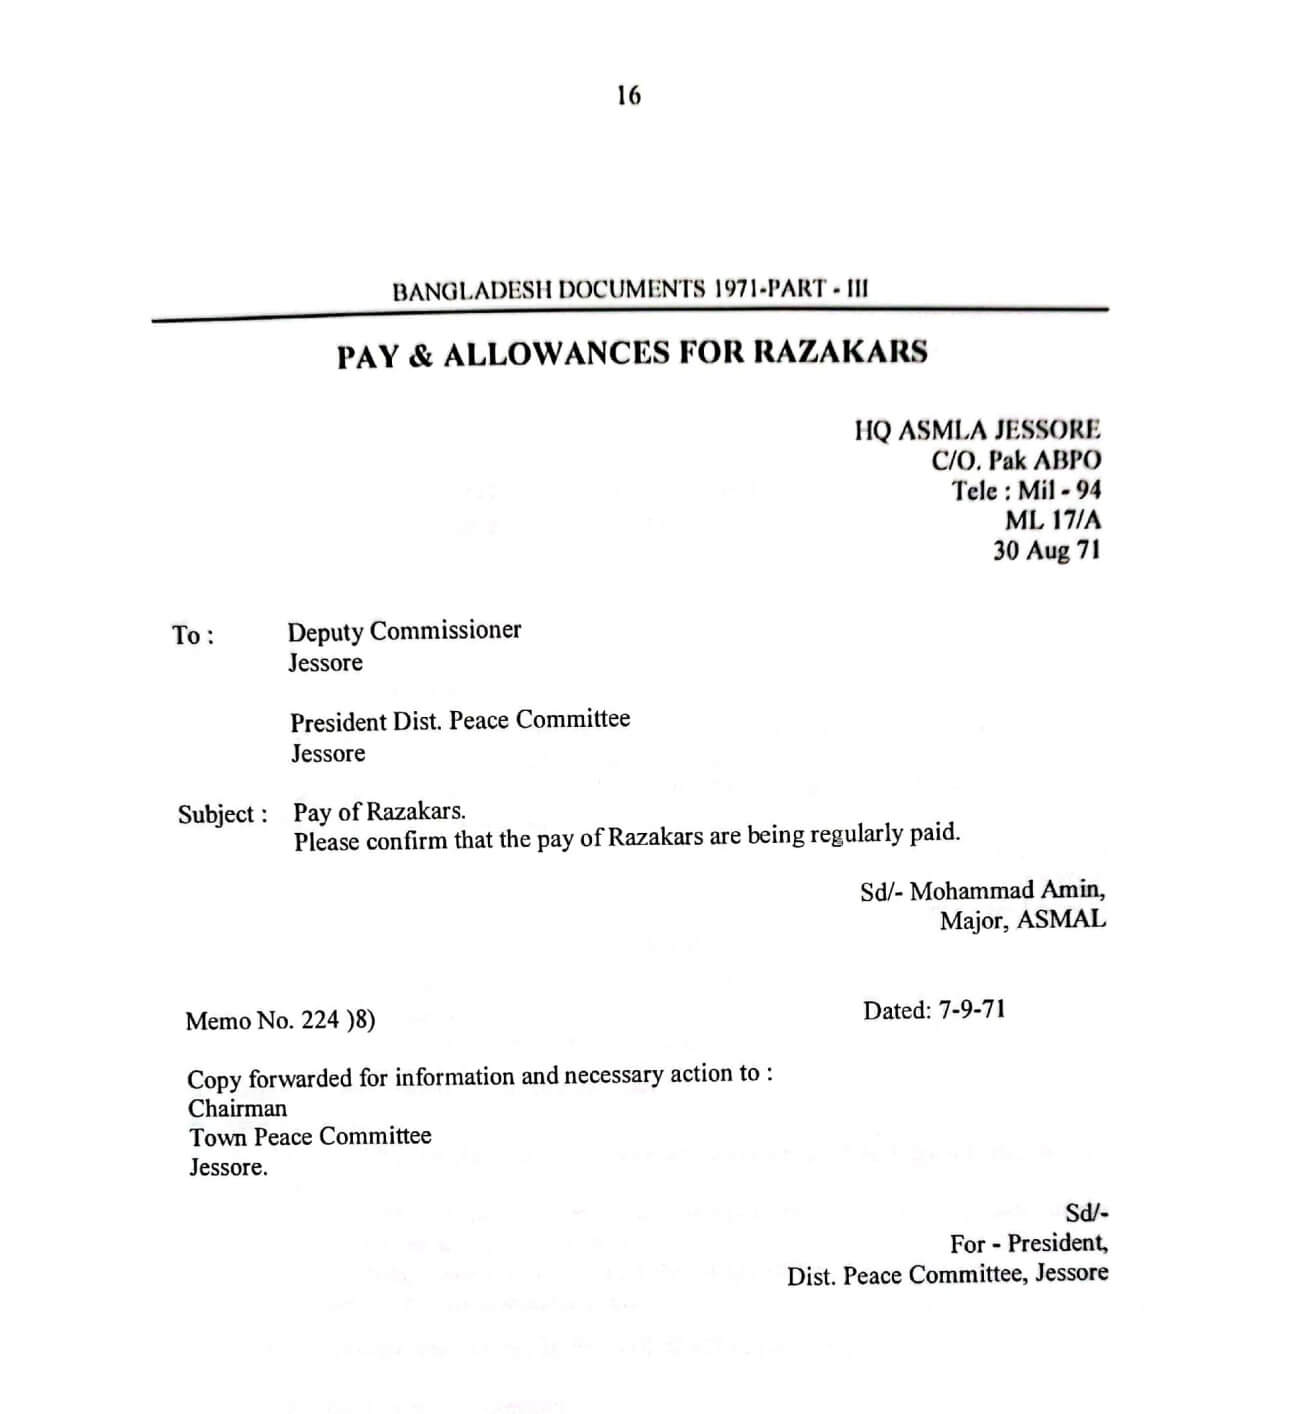 16
BANGLADESH DOCUMENTS 1971-PART - III
PAY & ALLOWANCES FOR RAZAKARS
HQ ASMLA JESSORE
C/O. Pak ABPO
Tele : Mil - 94
ML 17/A
30 Aug 71
To : Deputy Commissioner
Jessore
President Dist. Peace Committee
Jessore
Subject : Pay of Razakars.
Please confirm that the pay of Razakars are being regularly paid.
Sd/- Mohammad Amin,
Major, ASMAL
Memo No. 224 )8) Dated: 7-9-71
Copy forwarded for information and necessary action to :
Chairman
Town Peace Committee
Jessore.
Sd/-
For - President,
Dist. Peace Committee, Jessore